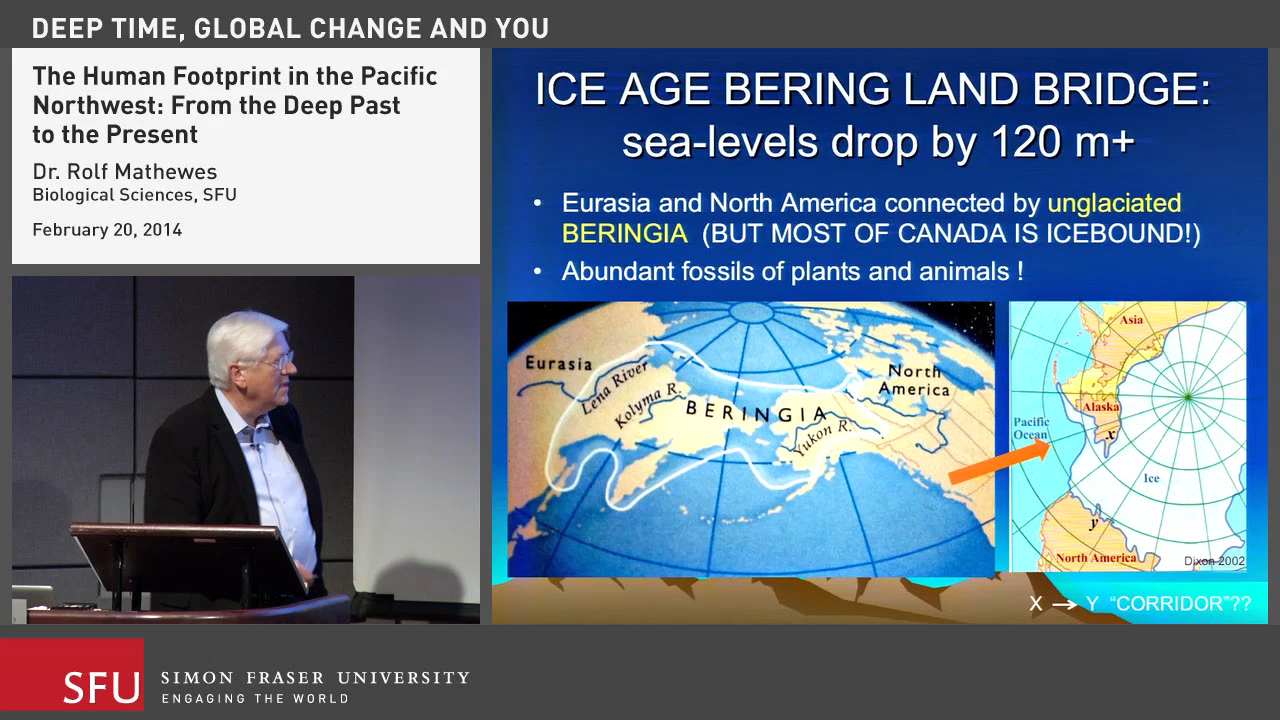 DEEP TIME, GLOBAL CHANGE AND YOU
The Human Footprint in the Pacific
Northwest: From the Deep Past
to the Present
Dr. Rolf Mathewes
Biological Sciences, SFU
February 20, 2014
ICE AGE BERING LAND BRIDGE:
sea-levels drop by 120 m+
• Eurasia and North America connected by unglaciated
BERINGIA (BUT MOST OF CANADA IS ICEBOUND!)
• Abundant fossils of plants and animals !
Eurasia
Lena River
Kolyma R.
BERINGIA
Yukon R.
North
America
Asia
Alaska
Pacific
Ocean
x
Ice
y
North America
Dixon 2002
X → Y “CORRIDOR”??
SFU
SIMON FRASER UNIVERSITY
ENGAGING THE WORLD